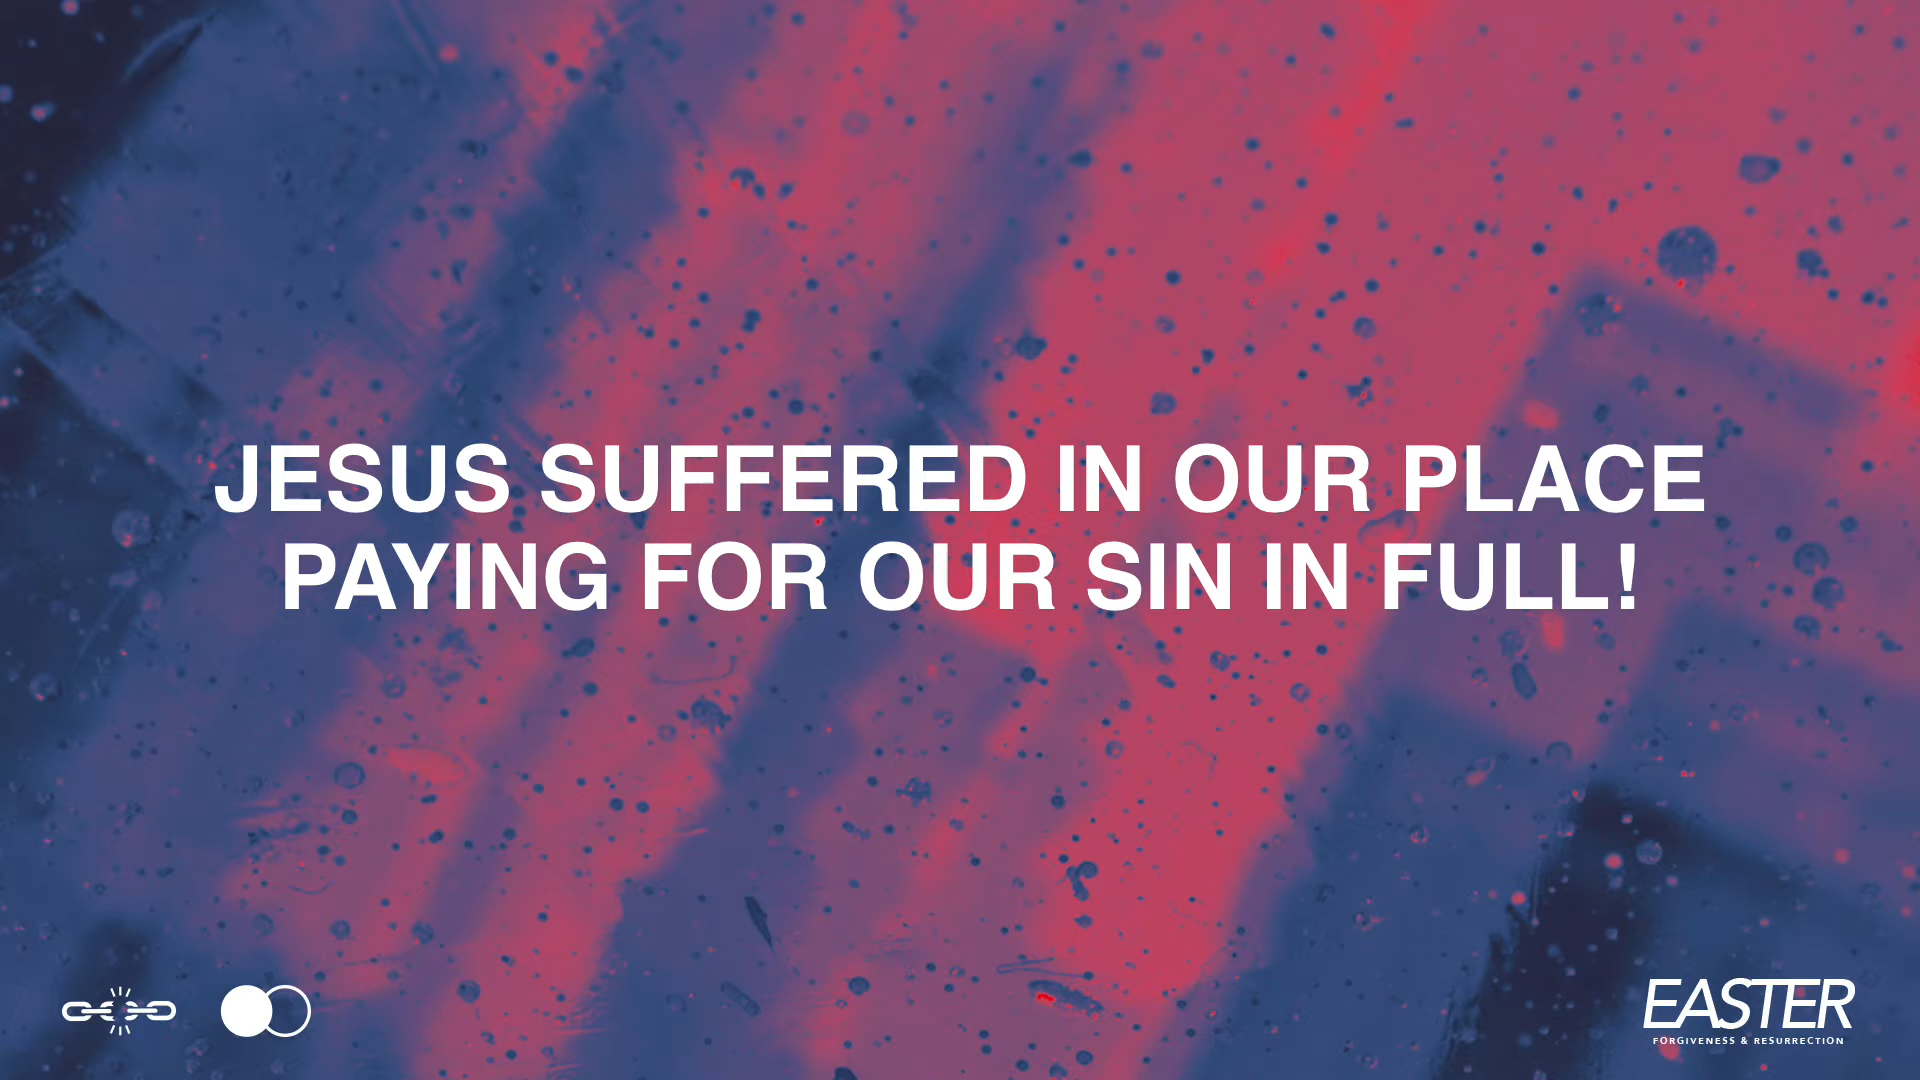 JESUS SUFFERED IN OUR PLACE
PAYING FOR OUR SIN IN FULL!
EASTER
FORGIVENESS & RESURRECTION